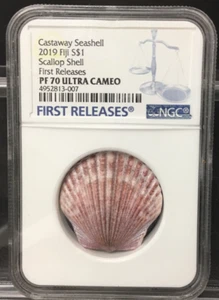 Castaway Seashell
2019 Fiji S$1
Scallop Shell
First Releases
PF 70 ULTRA CAMEO
4952813-007
FIRST RELEASES
NGC